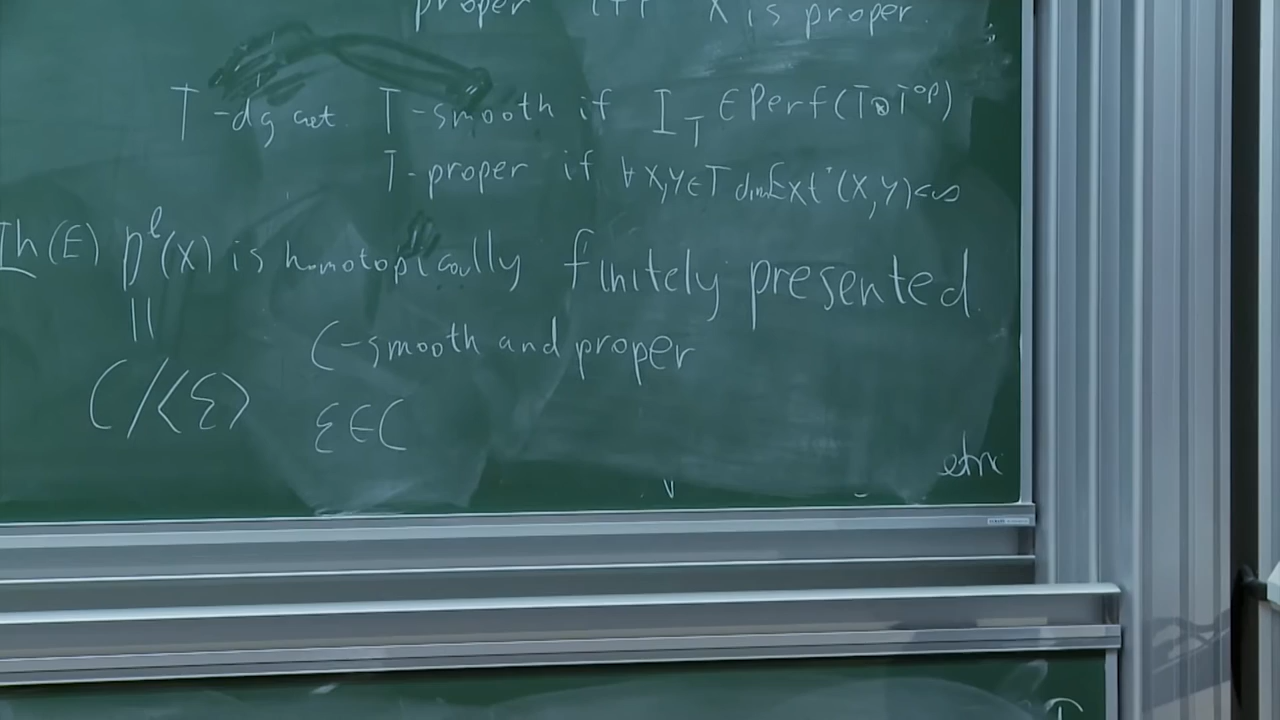 proper iff X is proper.
T-dg cat T-smooth if I_T ∈ Perf(T⊗T^op)
T-proper if ∀ X,Y∈T dim Ext^•(X,Y)<∞
Th(E) D^b(X) is homotopically finitely presented.
||
C-smooth and proper
C/⟨E⟩ E∈C